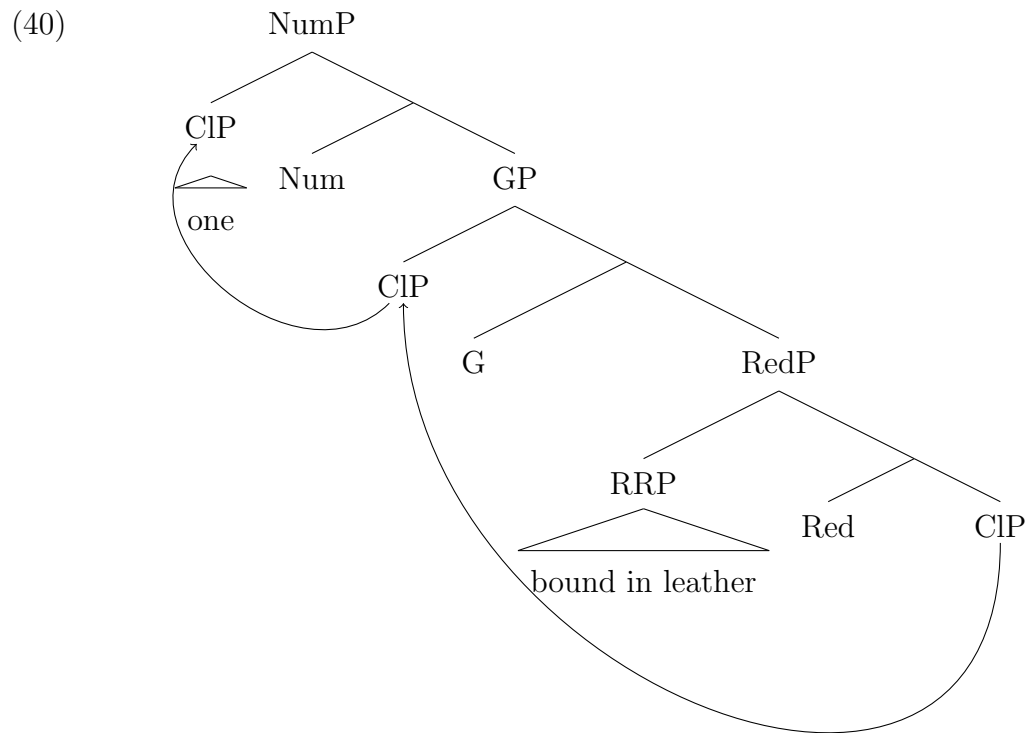 (40)
NumP
ClP
one
Num
GP
ClP
G
RedP
RRP
bound in leather
Red
ClP